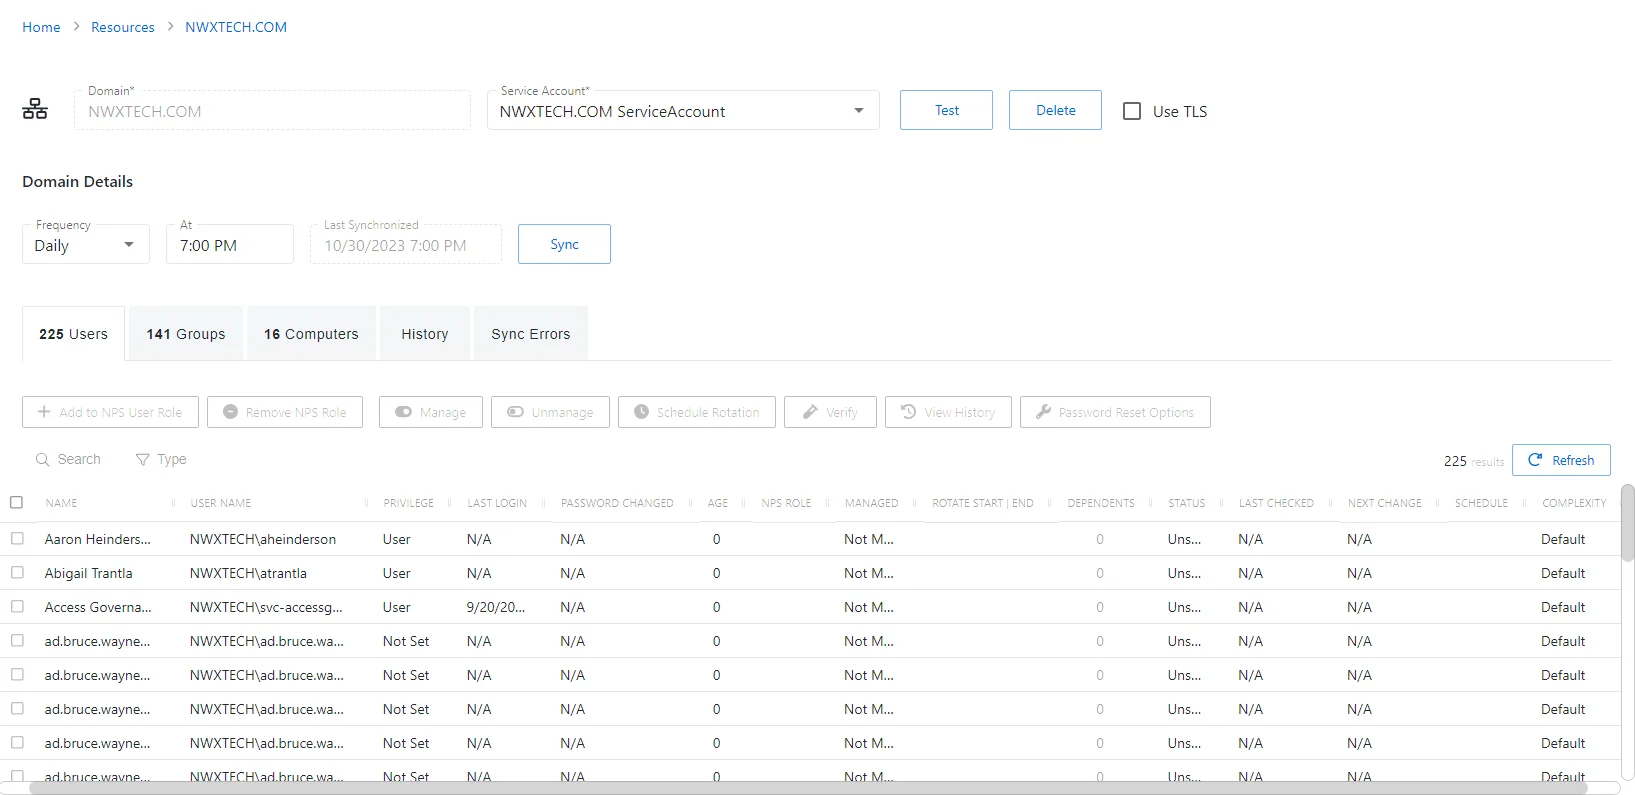 Home > Resources > NWXTECH.COM
Domain*
NWXTECH.COM
Service Account*
NWXTECH.COM ServiceAccount
Test
Delete
Use TLS
Domain Details
Frequency
Daily
At
7:00 PM
Last Synchronized
10/30/2023 7:00 PM
Sync
225 Users 141 Groups 16 Computers History Sync Errors
Add to NPS User Role Remove NPS Role Manage Unmanage Schedule Rotation Verify View History Password Reset Options
Search Type 225 results Refresh
NAME USER NAME PRIVILEGE LAST LOGIN PASSWORD CHANGED AGE NPS ROLE MANAGED ROTATE START | END DEPENDENTS STATUS LAST CHECKED NEXT CHANGE SCHEDULE COMPLEXITY
Aaron Heinders... NWXTECH\aheinderson User N/A N/A 0 Not M... 0 Uns... N/A N/A Default
Abigail Trantla NWXTECH\atrantla User N/A N/A 0 Not M... 0 Uns... N/A N/A Default
Access Governa... NWXTECH\svc-accessg... User 9/20/20... N/A 0 Not M... 0 Uns... N/A N/A Default
ad.bruce.wayne... NWXTECH\ad.bruce.wa... Not Set N/A N/A 0 Not M... 0 Uns... N/A N/A Default
ad.bruce.wayne... NWXTECH\ad.bruce.wa... Not Set N/A N/A 0 Not M... 0 Uns... N/A N/A Default
ad.bruce.wayne... NWXTECH\ad.bruce.wa... Not Set N/A N/A 0 Not M... 0 Uns... N/A N/A Default
ad.bruce.wayne... NWXTECH\ad.bruce.wa... Not Set N/A N/A 0 Not M... 0 Uns... N/A N/A Default
ad.bruce.wayne... NWXTECH\ad.bruce.wa... Not Set N/A N/A 0 Not M... 0 Uns... N/A N/A Default